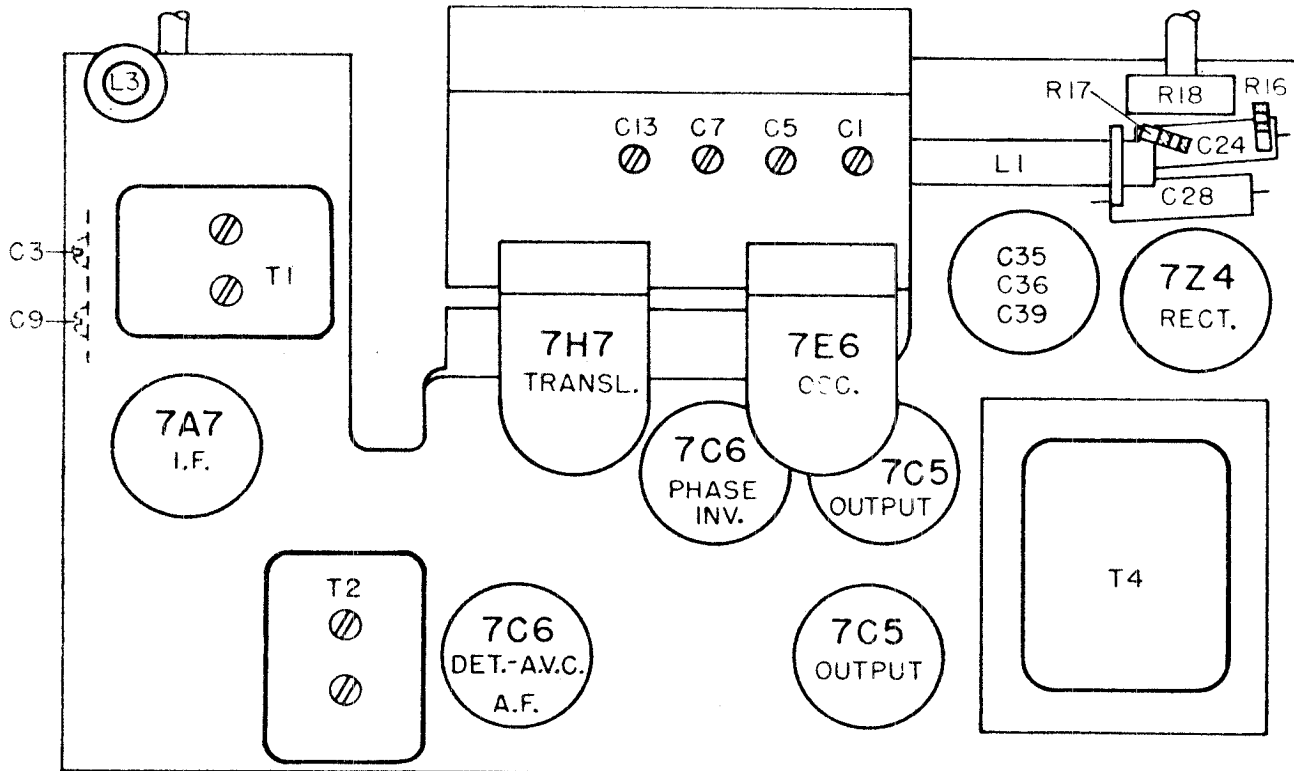 L3
R17
R18
R16
C13 C7 C5 C1
C24
L1
C28
C3
T1
C9
C35
C36
C39
7Z4
RECT.
7H7
TRANSL.
7E6
OSC.
7A7
I.F.
7C6
PHASE
INV.
7C5
OUTPUT
T2
7C6
DET.-A.V.C.
A.F.
7C5
OUTPUT
T4